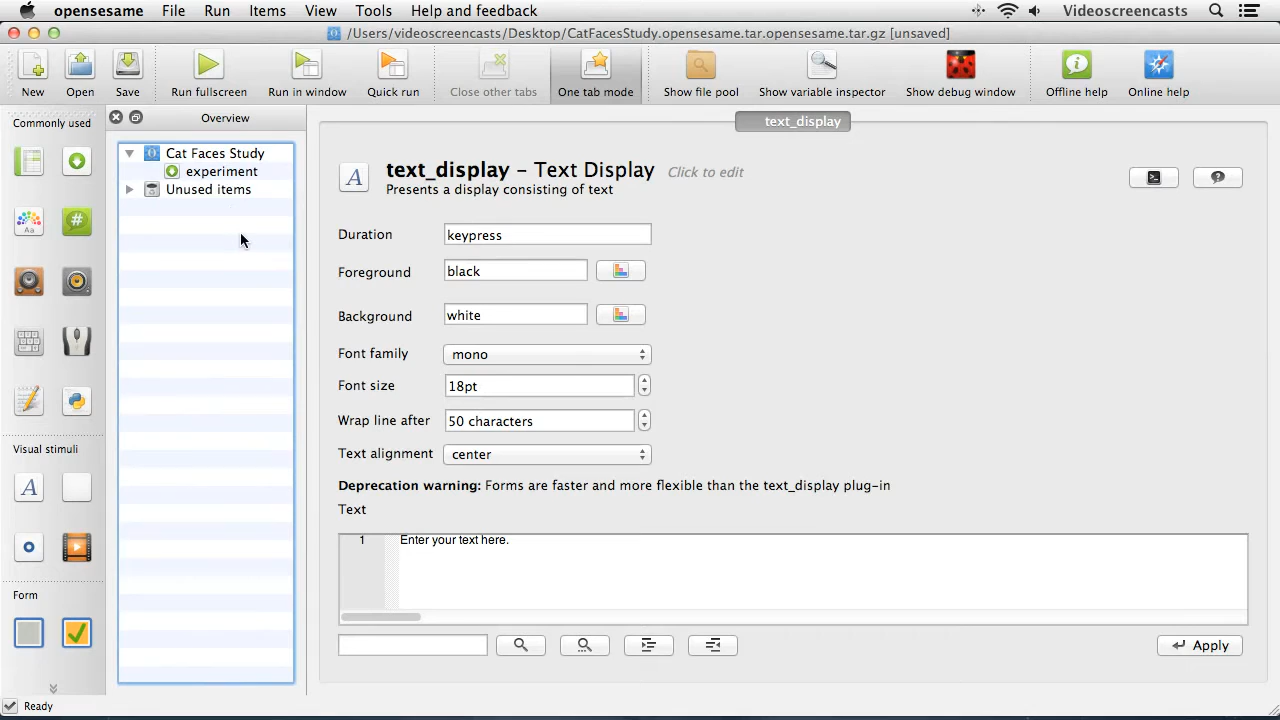 opensesame File Run Items View Tools Help and feedback Videoscreencasts
/Users/videoscreencasts/Desktop/CatFacesStudy.opensesame.tar.opensesame.tar.gz [unsaved]
New Open Save Run fullscreen Run in window Quick run Close other tabs One tab mode Show file pool Show variable inspector Show debug window Offline help Online help
Commonly used
Overview
text_display
Cat Faces Study
experiment
Unused items
text_display – Text Display Click to edit
Presents a display consisting of text
Duration keypress
Foreground black
Background white
Font family mono
Font size 18pt
Wrap line after 50 characters
Text alignment center
Visual stimuli
Deprecation warning: Forms are faster and more flexible than the text_display plug-in
Text
1 Enter your text here.
Form
Apply
Ready